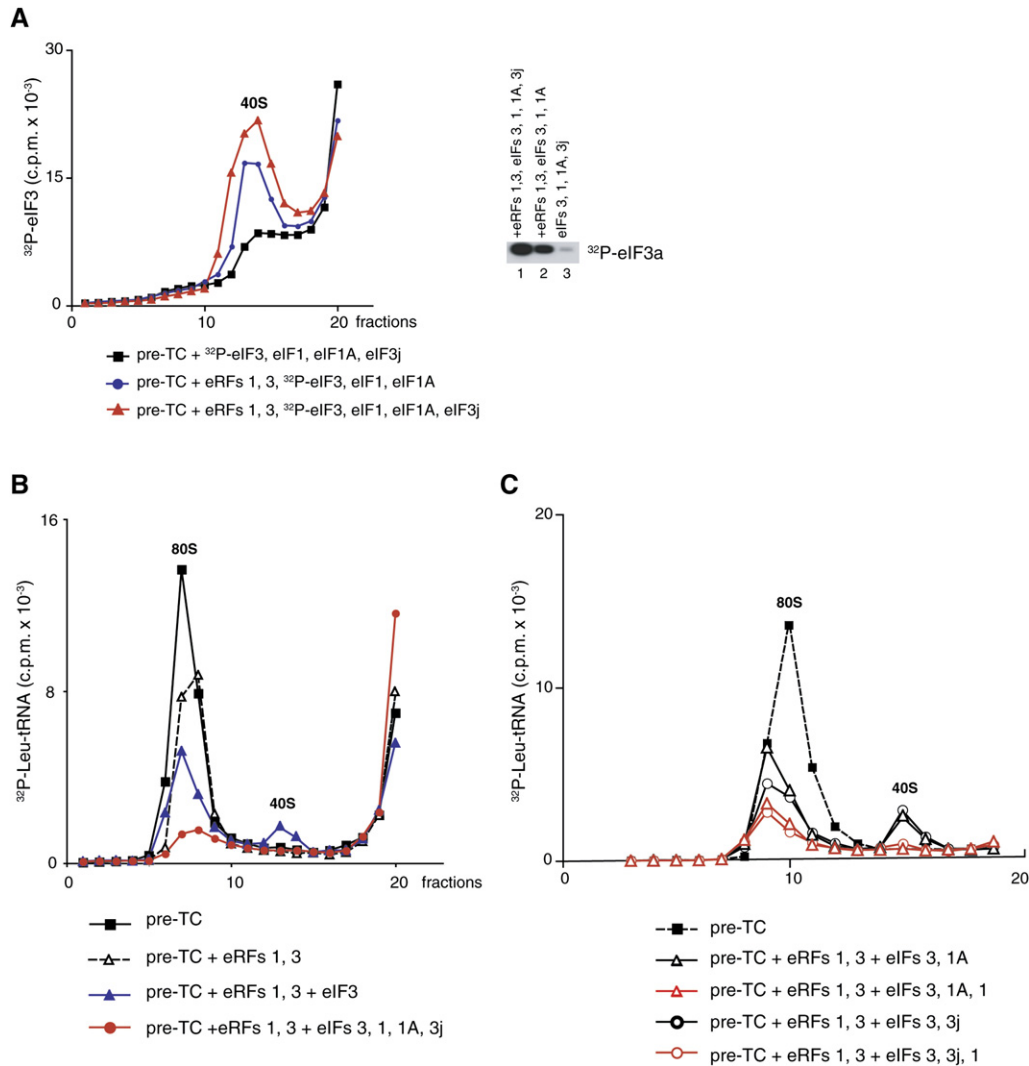 A
³²P-eIF3 (c.p.m. x 10⁻³)
30
15
0
0
10
20
fractions
40S
pre-TC + ³²P-eIF3, eIF1, eIF1A, eIF3j
pre-TC + eRFs 1, 3, ³²P-eIF3, eIF1, eIF1A
pre-TC + eRFs 1, 3, ³²P-eIF3, eIF1, eIF1A, eIF3j
+eRFs 1,3, eIFs 3, 1, 1A, 3j
+eRFs 1,3, eIFs 3, 1, 1A
eIFs 3, 1, 1A, 3j
³²P-eIF3a
1 2 3
B
³²P-Leu-tRNA (c.p.m. x 10⁻³)
16
8
0
0
10
20
fractions
80S
40S
pre-TC
pre-TC + eRFs 1, 3
pre-TC + eRFs 1, 3 + eIF3
pre-TC +eRFs 1, 3 + eIFs 3, 1, 1A, 3j
C
³²P-Leu-tRNA (c.p.m. x 10⁻³)
20
10
0
0
10
20
80S
40S
pre-TC
pre-TC + eRFs 1, 3 + eIFs 3, 1A
pre-TC + eRFs 1, 3 + eIFs 3, 1A, 1
pre-TC + eRFs 1, 3 + eIFs 3, 3j
pre-TC + eRFs 1, 3 + eIFs 3, 3j, 1